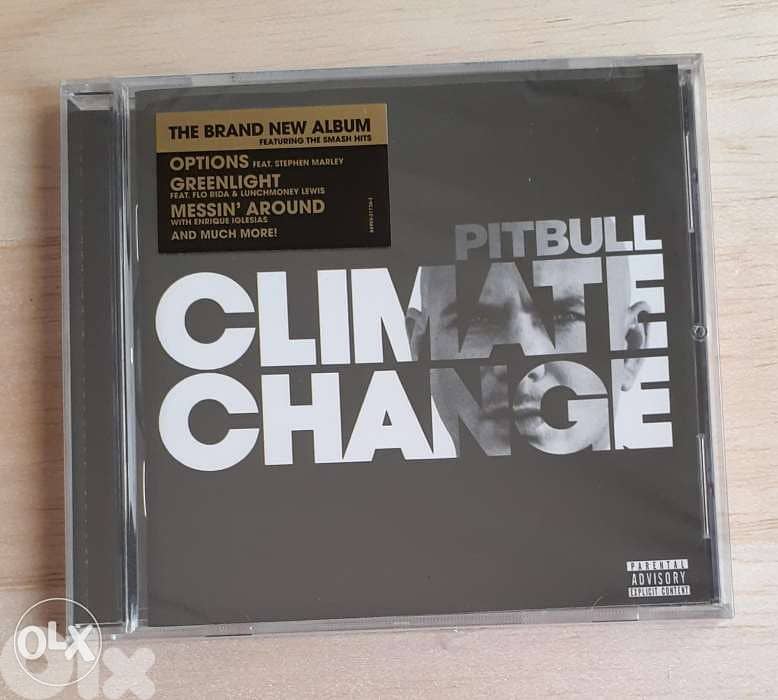 THE BRAND NEW ALBUM
FEATURING THE SMASH HITS
OPTIONS FEAT. STEPHEN MARLEY
GREENLIGHT
FEAT. FLO RIDA & LUNCHMONEY LEWIS
MESSIN' AROUND
WITH ENRIQUE IGLESIAS
AND MUCH MORE!
PITBULL
CLIMATE
CHANGE
PARENTAL
ADVISORY
EXPLICIT CONTENT
OLX
OLX